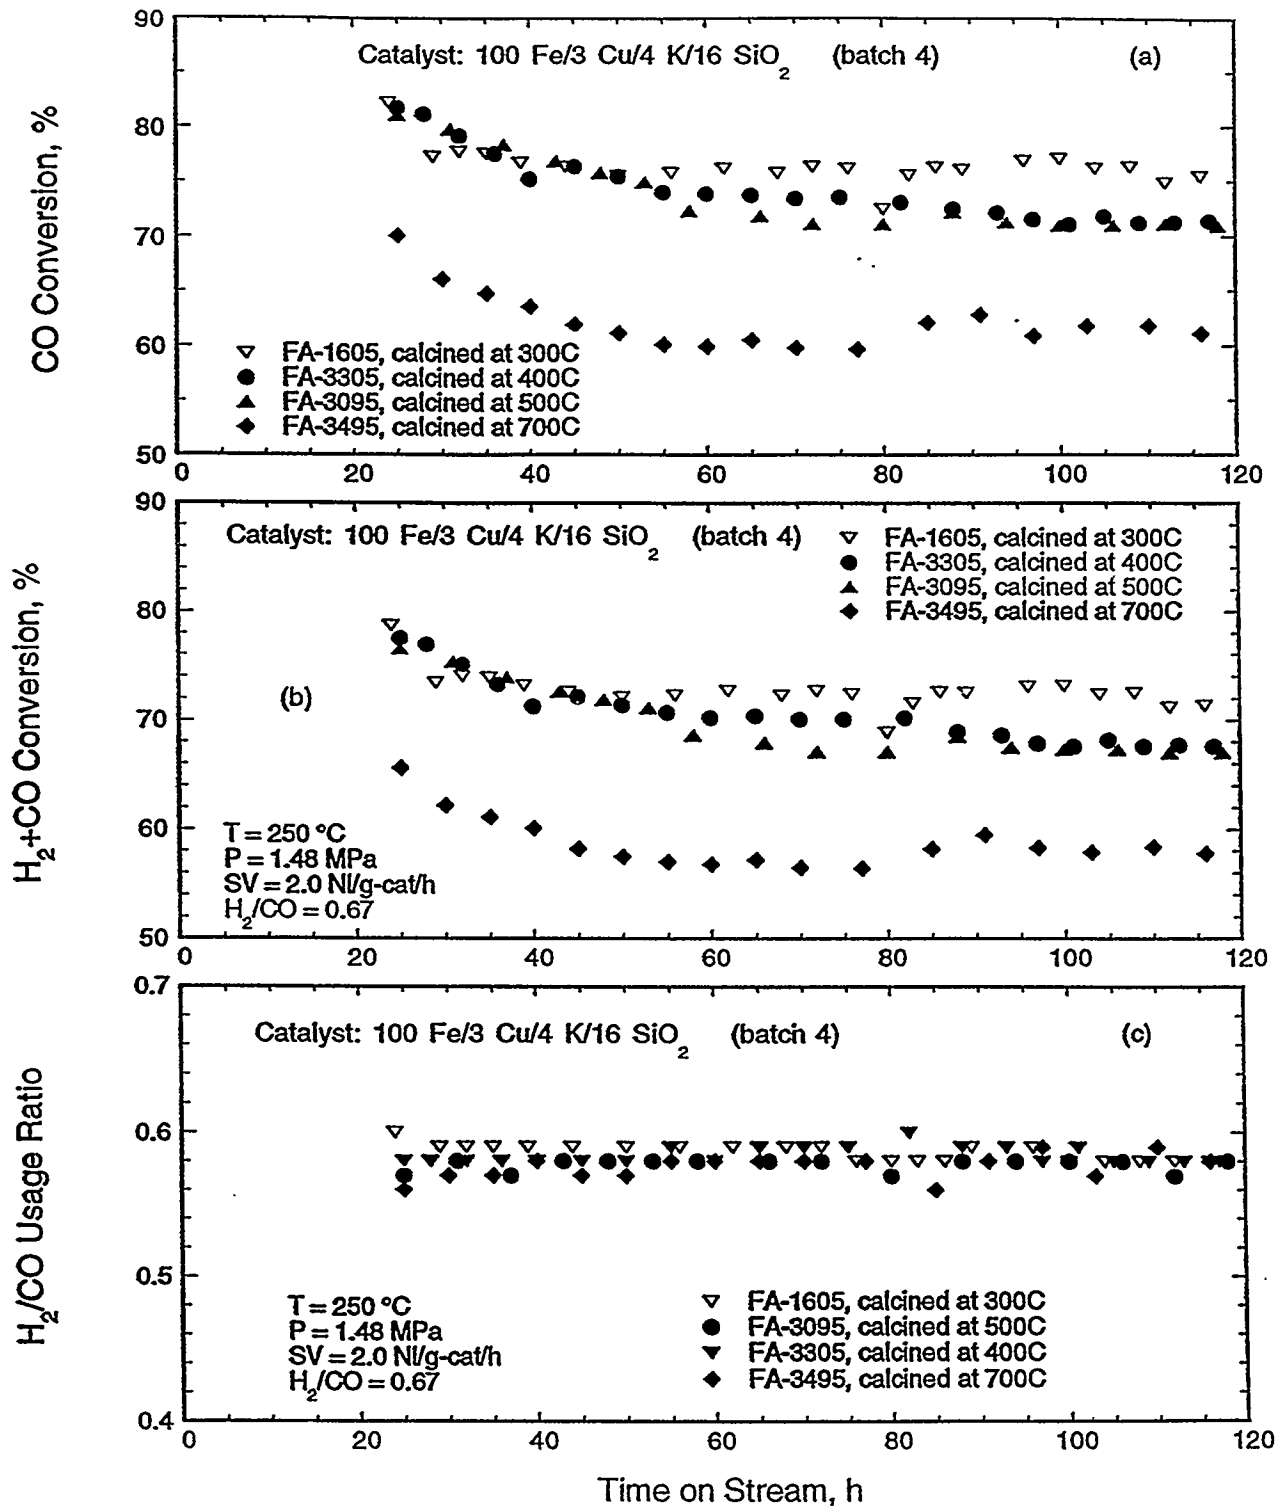 90
80
70
60
50
CO Conversion, %
Catalyst: 100 Fe/3 Cu/4 K/16 SiO2 (batch 4) (a)
FA-1605, calcined at 300C
FA-3305, calcined at 400C
FA-3095, calcined at 500C
FA-3495, calcined at 700C
0 20 40 60 80 100 120
90
80
70
60
50
H2+CO Conversion, %
Catalyst: 100 Fe/3 Cu/4 K/16 SiO2 (batch 4)
FA-1605, calcined at 300C
FA-3305, calcined at 400C
FA-3095, calcined at 500C
FA-3495, calcined at 700C
(b)
T = 250 °C
P = 1.48 MPa
SV = 2.0 Nl/g-cat/h
H2/CO = 0.67
0 20 40 60 80 100 120
0.7
0.6
0.5
0.4
H2/CO Usage Ratio
Catalyst: 100 Fe/3 Cu/4 K/16 SiO2 (batch 4) (c)
T = 250 °C
P = 1.48 MPa
SV = 2.0 Nl/g-cat/h
H2/CO = 0.67
FA-1605, calcined at 300C
FA-3095, calcined at 500C
FA-3305, calcined at 400C
FA-3495, calcined at 700C
0 20 40 60 80 100 120
Time on Stream, h